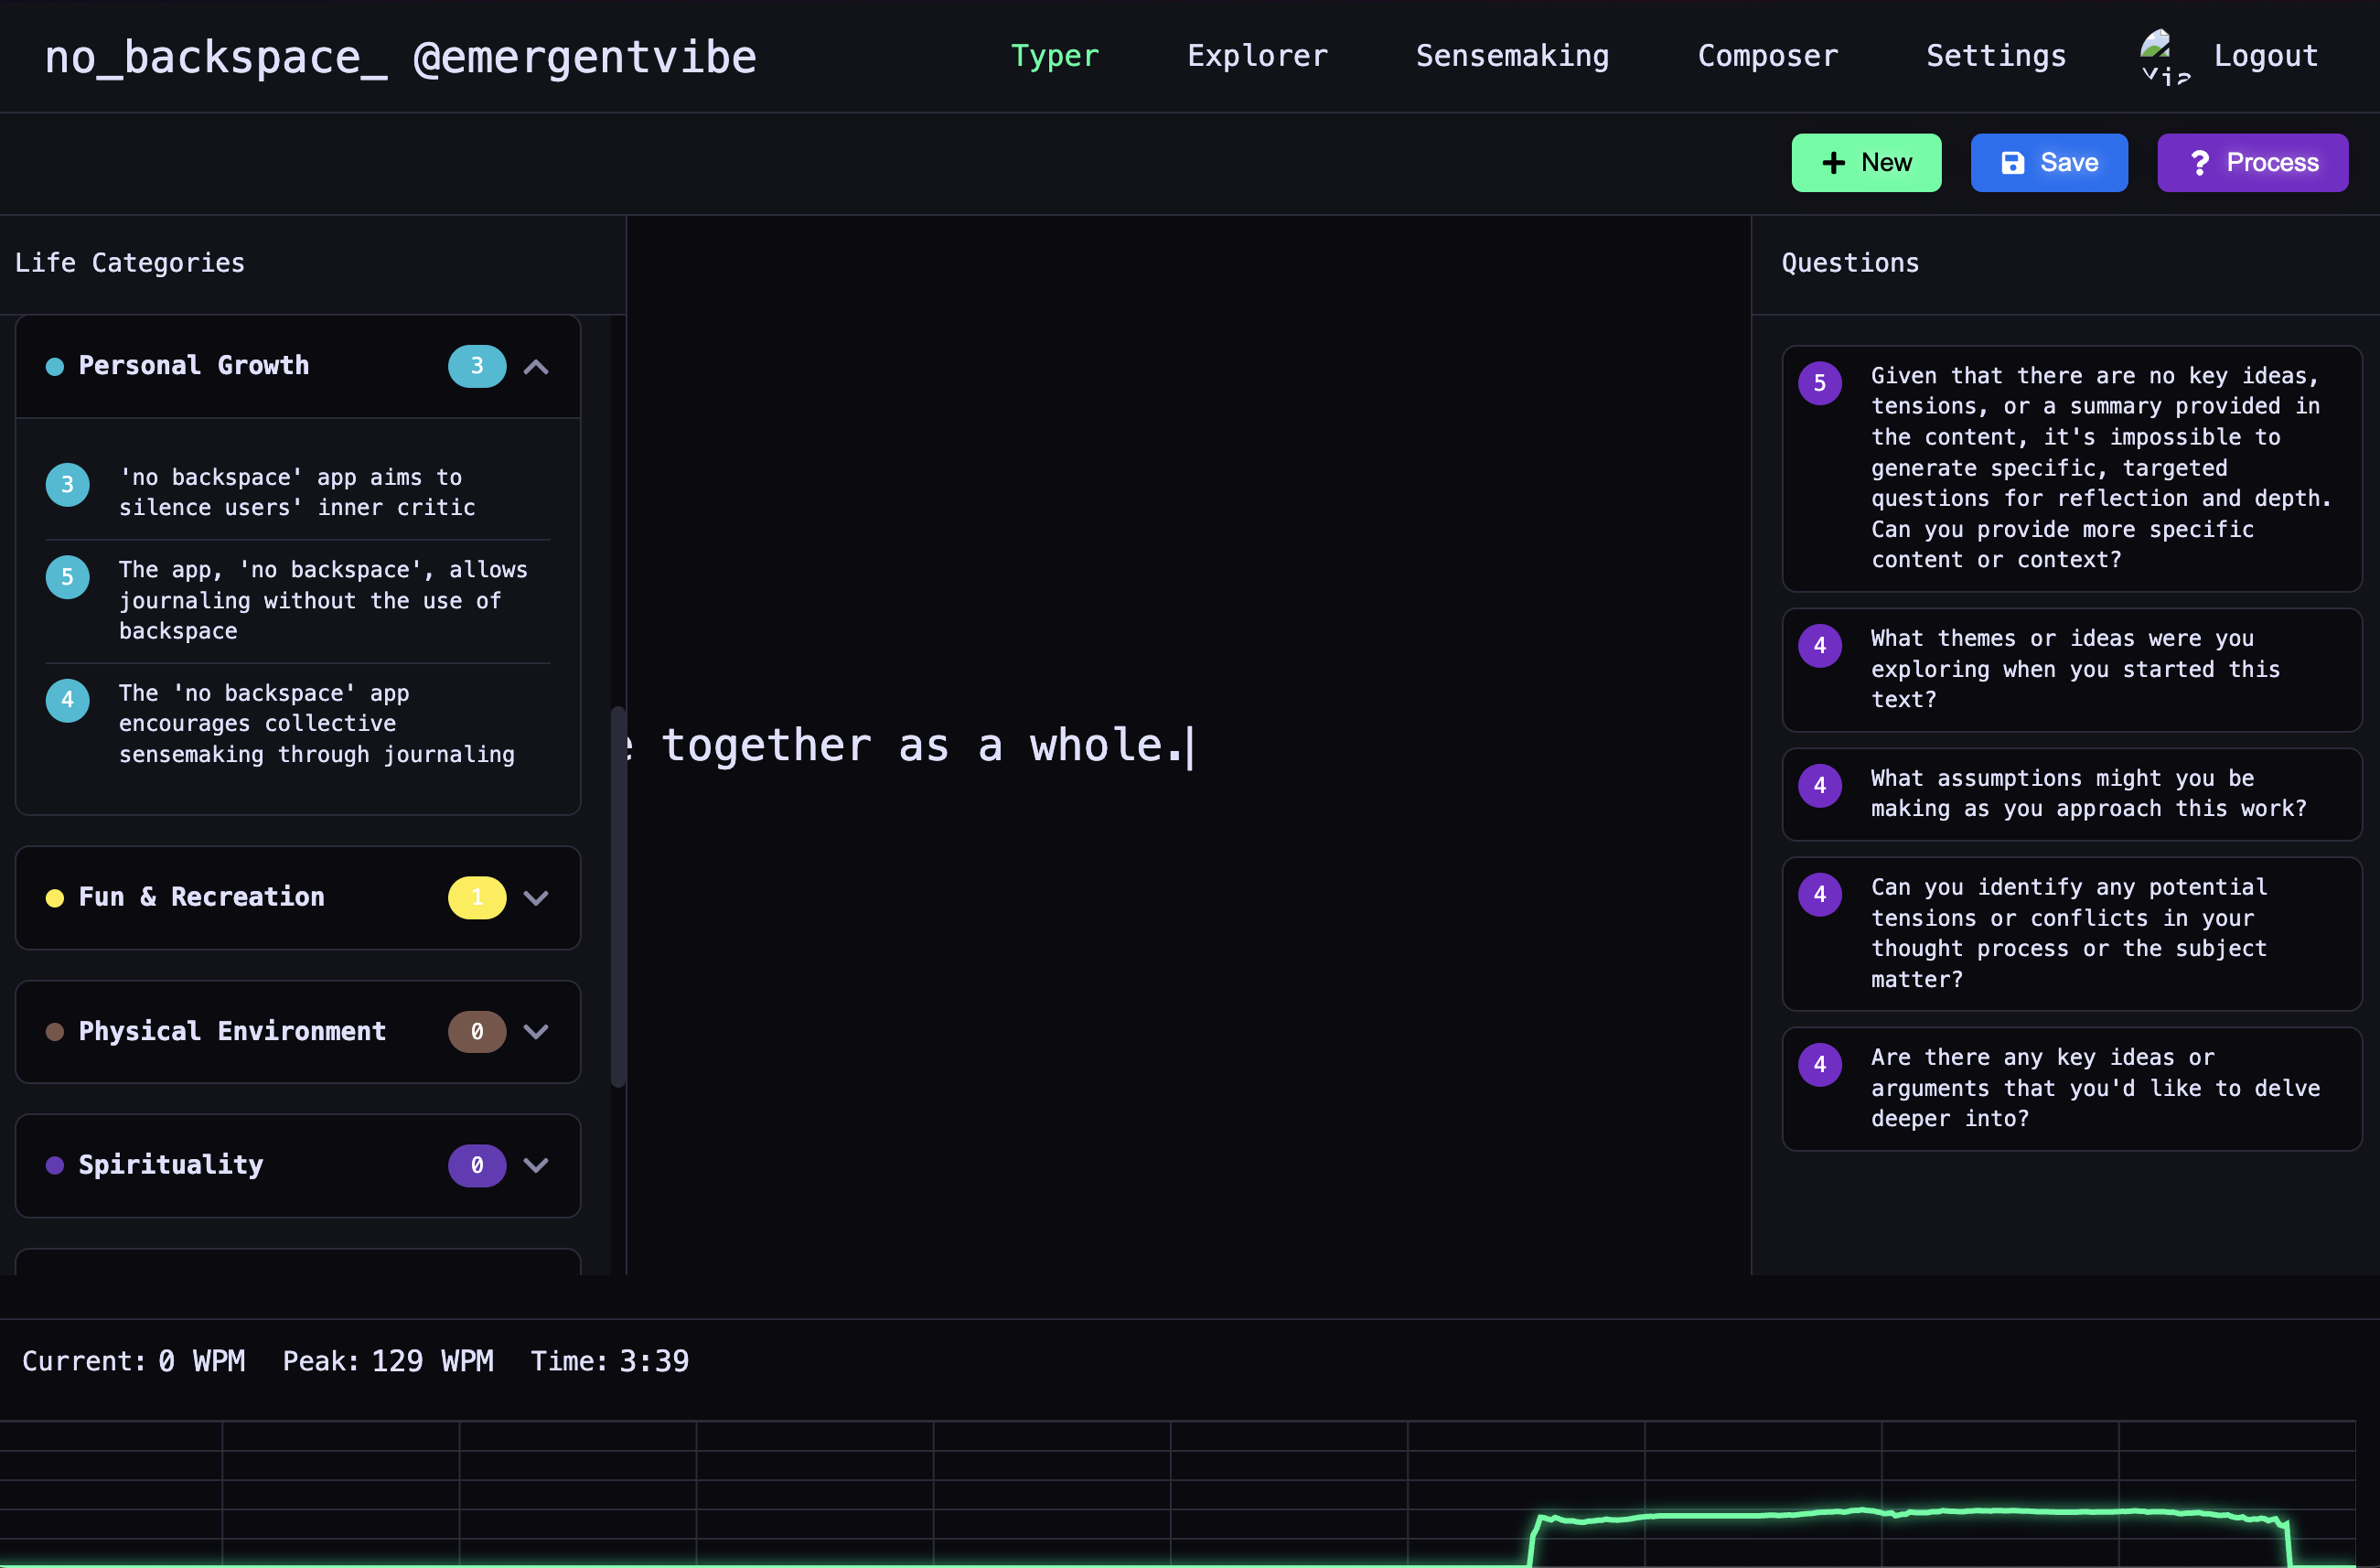 no_backspace_ @emergentvibe
Typer
Explorer
Sensemaking
Composer
Settings
Logout
New
Save
? Process
Life Categories
Personal Growth
3
3
'no backspace' app aims to
silence users' inner critic
5
The app, 'no backspace', allows
journaling without the use of
backspace
4
The 'no backspace' app
encourages collective
sensemaking through journaling
Fun & Recreation
1
Physical Environment
0
Spirituality
0
together as a whole.
Questions
5
Given that there are no key ideas,
tensions, or a summary provided in
the content, it's impossible to
generate specific, targeted
questions for reflection and depth.
Can you provide more specific
content or context?
4
What themes or ideas were you
exploring when you started this
text?
4
What assumptions might you be
making as you approach this work?
4
Can you identify any potential
tensions or conflicts in your
thought process or the subject
matter?
4
Are there any key ideas or
arguments that you'd like to delve
deeper into?
Current: 0 WPM
Peak: 129 WPM
Time: 3:39